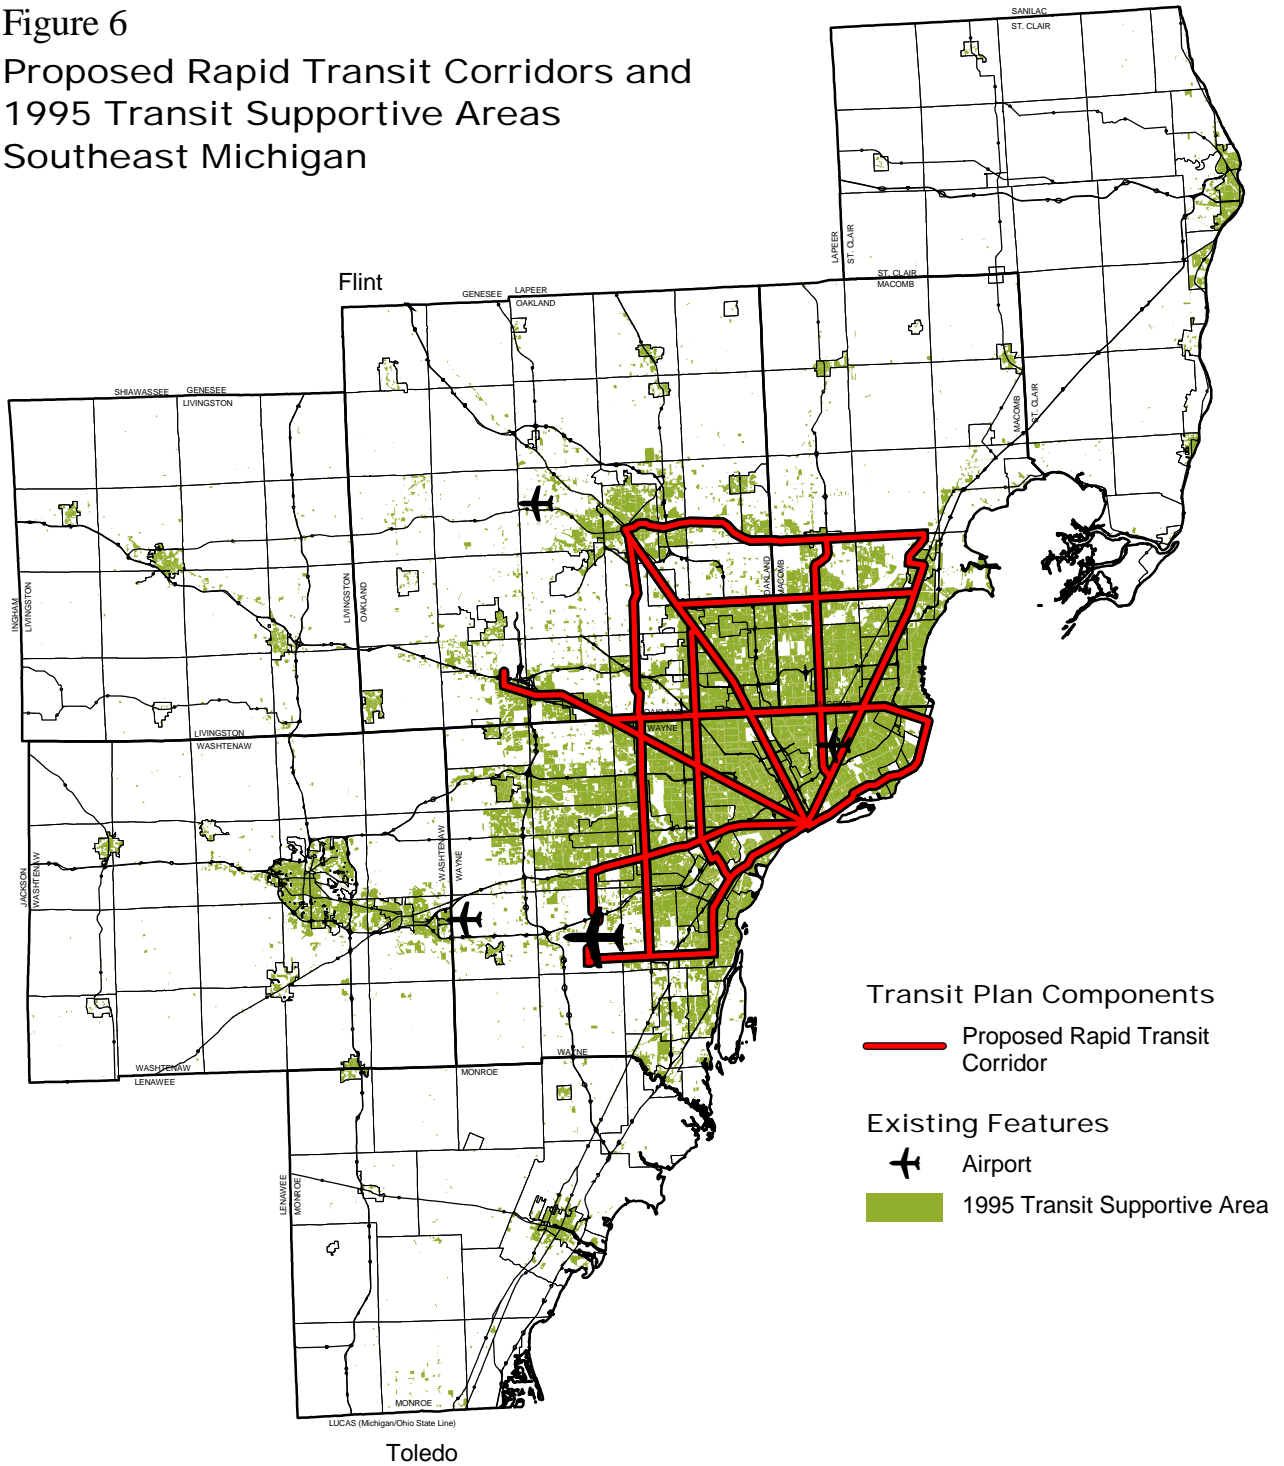 Figure 6
Proposed Rapid Transit Corridors and
1995 Transit Supportive Areas
Southeast Michigan
SANILAC
ST. CLAIR
LAPEER
ST. CLAIR
Flint
ST. CLAIR
MACOMB
GENESEE
LAPEER
OAKLAND
SHIAWASSEE
GENESEE
LIVINGSTON
MACOMB
ST. CLAIR
INGHAM
LIVINGSTON
LIVINGSTON
OAKLAND
OAKLAND
MACOMB
OAKLAND
WAYNE
LIVINGSTON
WASHTENAW
JACKSON
WASHTENAW
WASHTENAW
WAYNE
Transit Plan Components
Proposed Rapid Transit
Corridor
Existing Features
Airport
1995 Transit Supportive Area
WAYNE
MONROE
WASHTENAW
LENAWEE
LENAWEE
MONROE
MONROE
LUCAS (Michigan/Ohio State Line)
Toledo